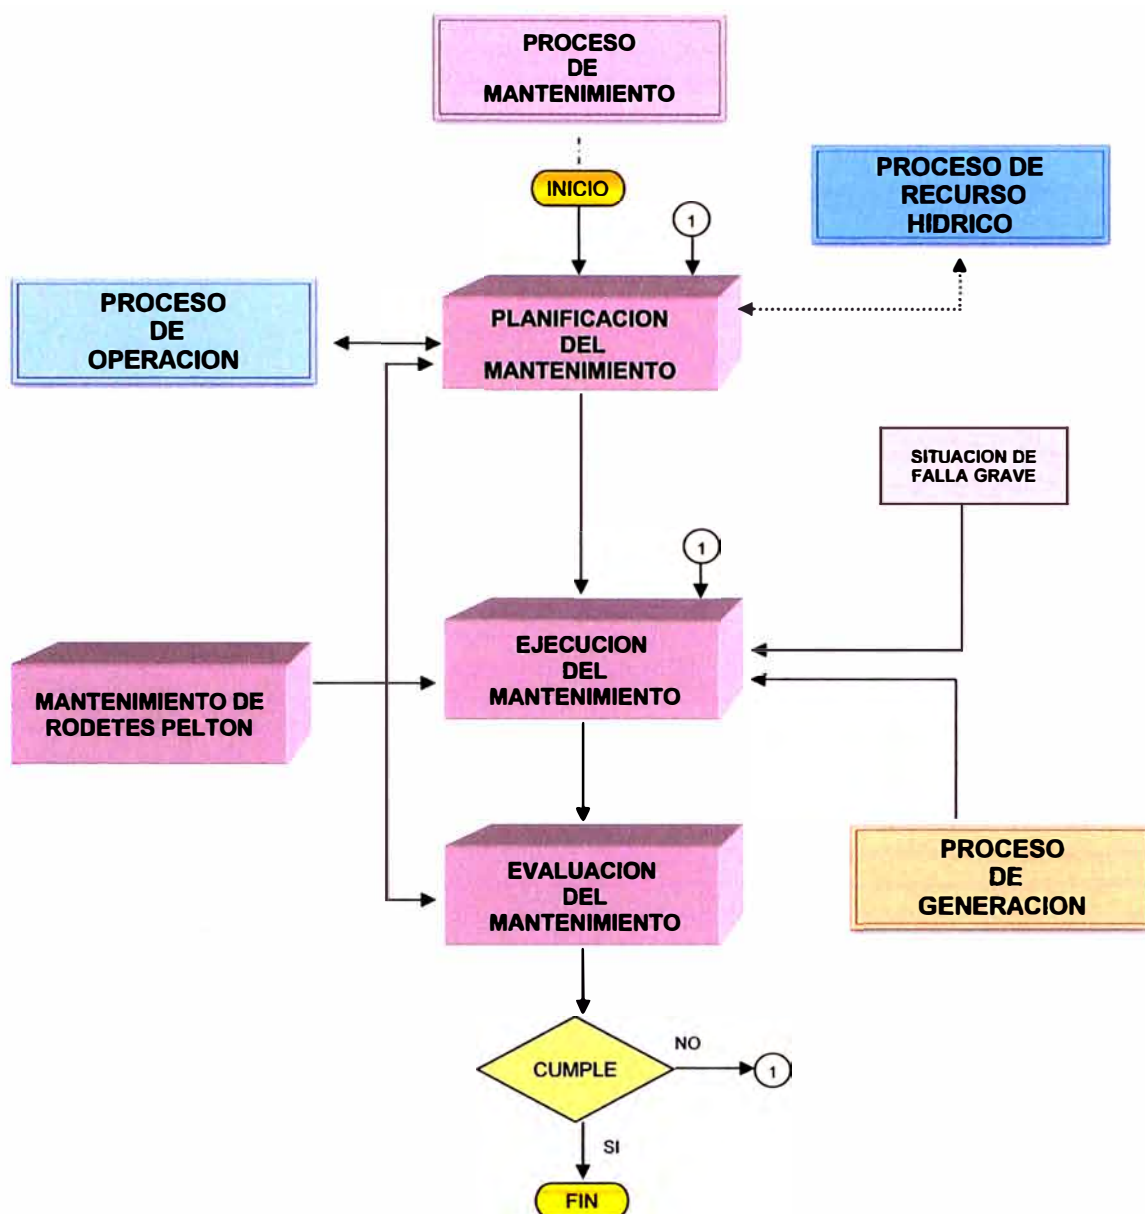 PROCESO
DE
MANTENIMIENTO
INICIO
PROCESO DE
RECURSO
HIDRICO
1
PROCESO
DE
OPERACION
PLANIFICACION
DEL
MANTENIMIENTO
SITUACION DE
FALLA GRAVE
1
EJECUCION
DEL
MANTENIMIENTO
MANTENIMIENTO DE
RODETES PELTON
EVALUACION
DEL
MANTENIMIENTO
PROCESO
DE
GENERACION
CUMPLE
NO
1
SI
FIN